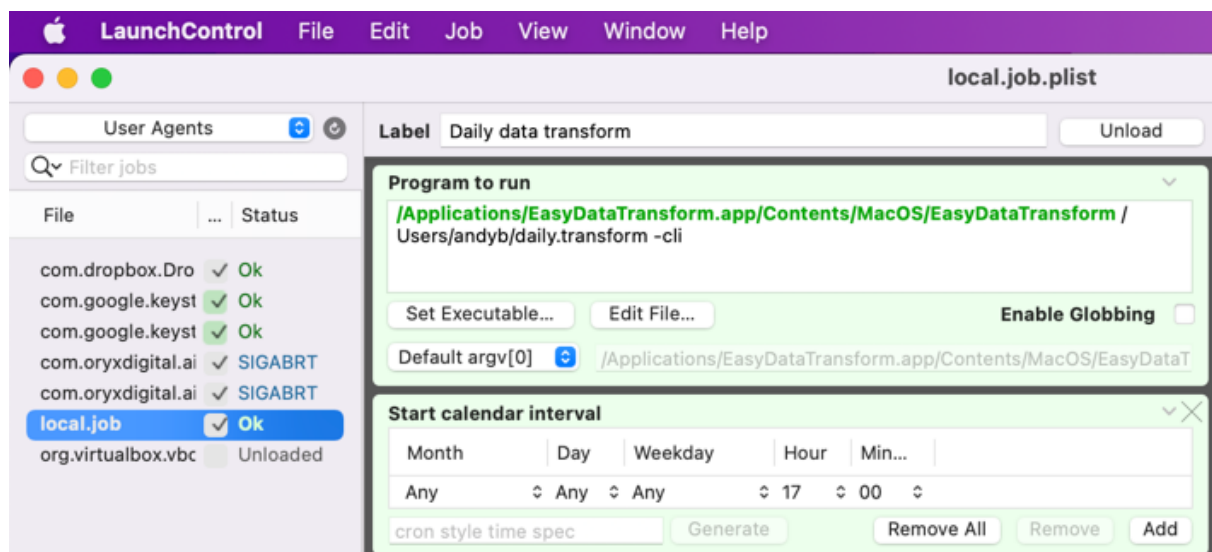 LaunchControl File Edit Job View Window Help
local.job.plist
User Agents
Label Daily data transform Unload
Filter jobs
File ... Status
com.dropbox.Dro Ok
com.google.keyst Ok
com.google.keyst Ok
com.oryxdigital.ai SIGABRT
com.oryxdigital.ai SIGABRT
local.job Ok
org.virtualbox.vbc Unloaded
Program to run
/Applications/EasyDataTransform.app/Contents/MacOS/EasyDataTransform /
Users/andyb/daily.transform -cli
Set Executable... Edit File... Enable Globbing
Default argv[0] /Applications/EasyDataTransform.app/Contents/MacOS/EasyDataT
Start calendar interval
Month Day Weekday Hour Min...
Any Any Any 17 00
cron style time spec Generate Remove All Remove Add